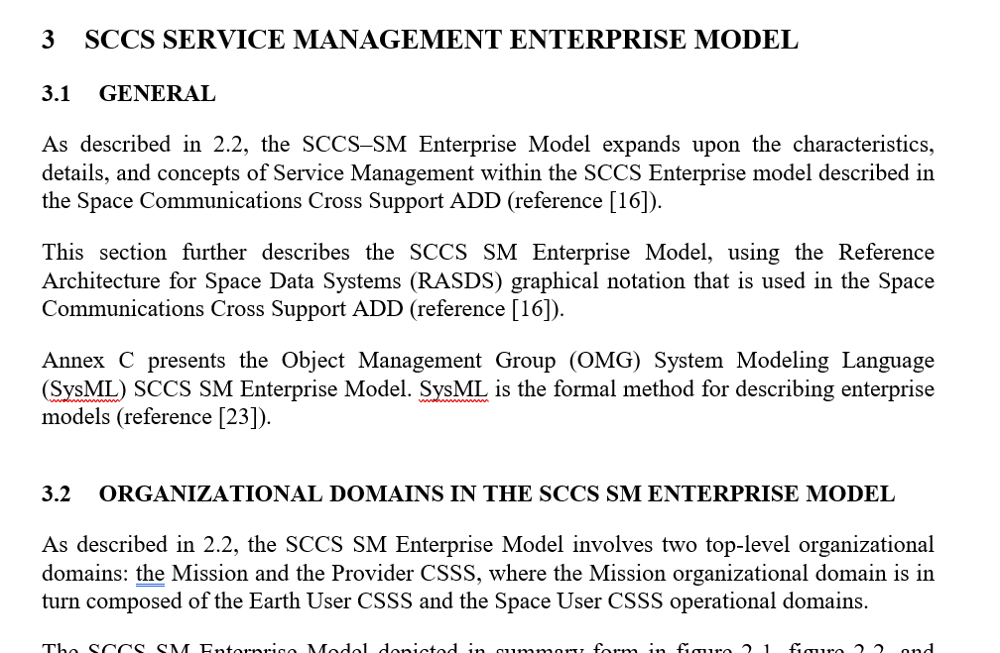 3 SCCS SERVICE MANAGEMENT ENTERPRISE MODEL
3.1 GENERAL
As described in 2.2, the SCCS–SM Enterprise Model expands upon the characteristics,
details, and concepts of Service Management within the SCCS Enterprise model described in
the Space Communications Cross Support ADD (reference [16]).
This section further describes the SCCS SM Enterprise Model, using the Reference
Architecture for Space Data Systems (RASDS) graphical notation that is used in the Space
Communications Cross Support ADD (reference [16]).
Annex C presents the Object Management Group (OMG) System Modeling Language
(SysML) SCCS SM Enterprise Model. SysML is the formal method for describing enterprise
models (reference [23]).
3.2 ORGANIZATIONAL DOMAINS IN THE SCCS SM ENTERPRISE MODEL
As described in 2.2, the SCCS SM Enterprise Model involves two top-level organizational
domains: the Mission and the Provider CSSS, where the Mission organizational domain is in
turn composed of the Earth User CSSS and the Space User CSSS operational domains.
The SCCS SM Enterprise Model depicted in summary form in figure 2-1, figure 2-2, and